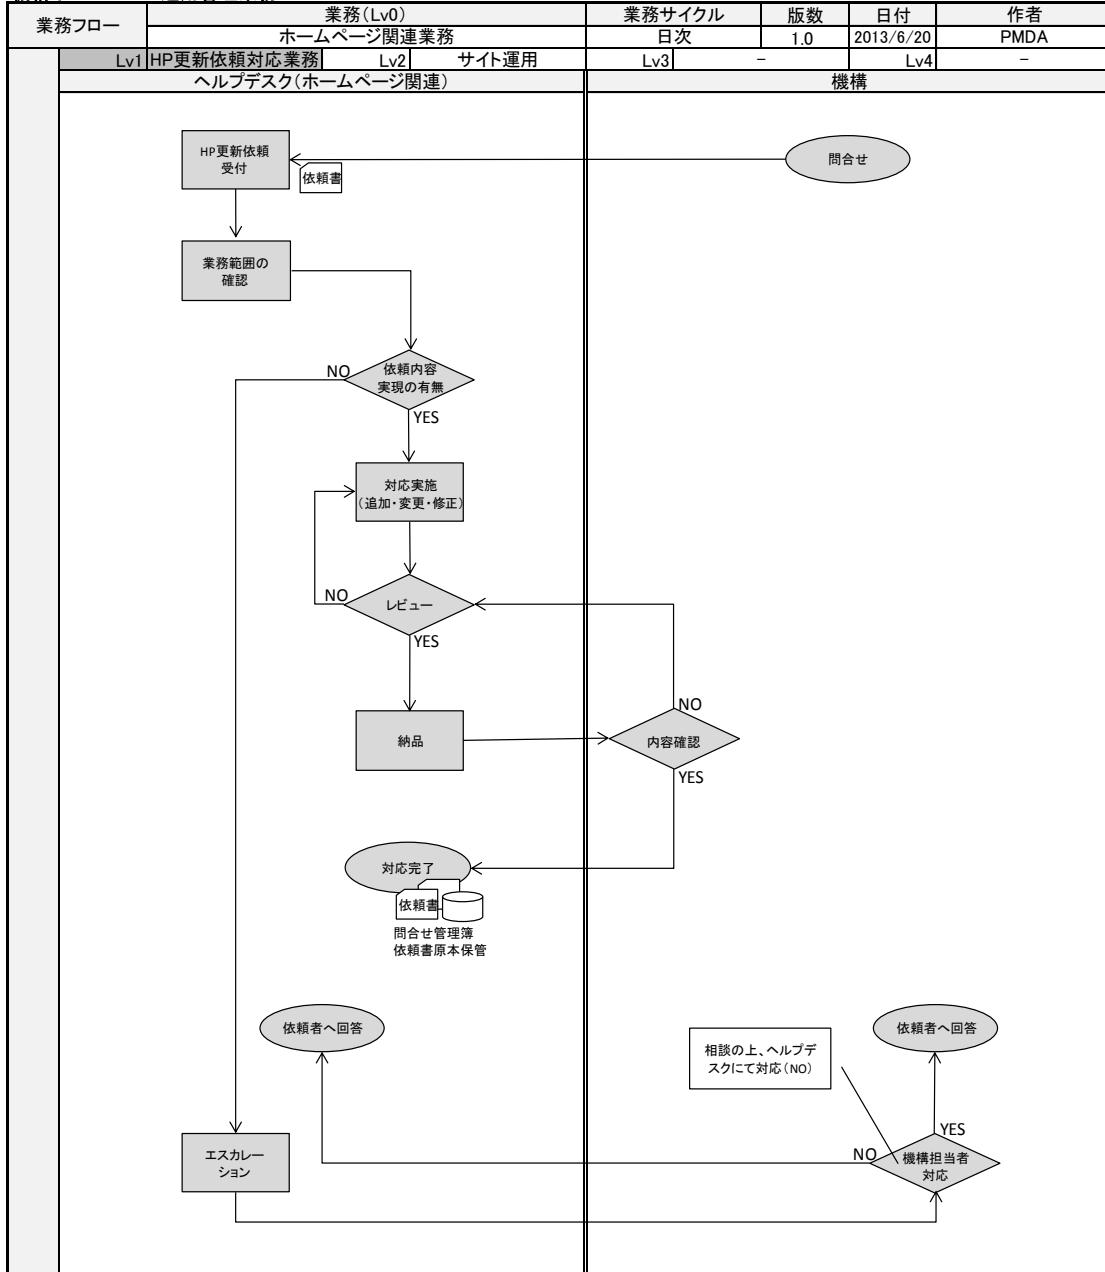 業務フロー
業務（Lv0）
業務サイクル
版数
日付
作者
ホームページ関連業務
日次
1.0
2013/6/20
PMDA
Lv1
HP更新依頼対応業務
Lv2
サイト運用
Lv3
－
Lv4
－
ヘルプデスク（ホームページ関連）
機構
HP更新依頼
受付
依頼書
問合せ
業務範囲の
確認
NO
依頼内容
実現の有無
YES
対応実施
（追加・変更・修正）
NO
レビュー
YES
納品
NO
内容確認
YES
対応完了
依頼書
問合せ管理簿
依頼書原本保管
依頼者へ回答
依頼者へ回答
相談の上、ヘルプデ
スクにて対応（NO）
エスカレー
ション
YES
NO
機構担当者
対応